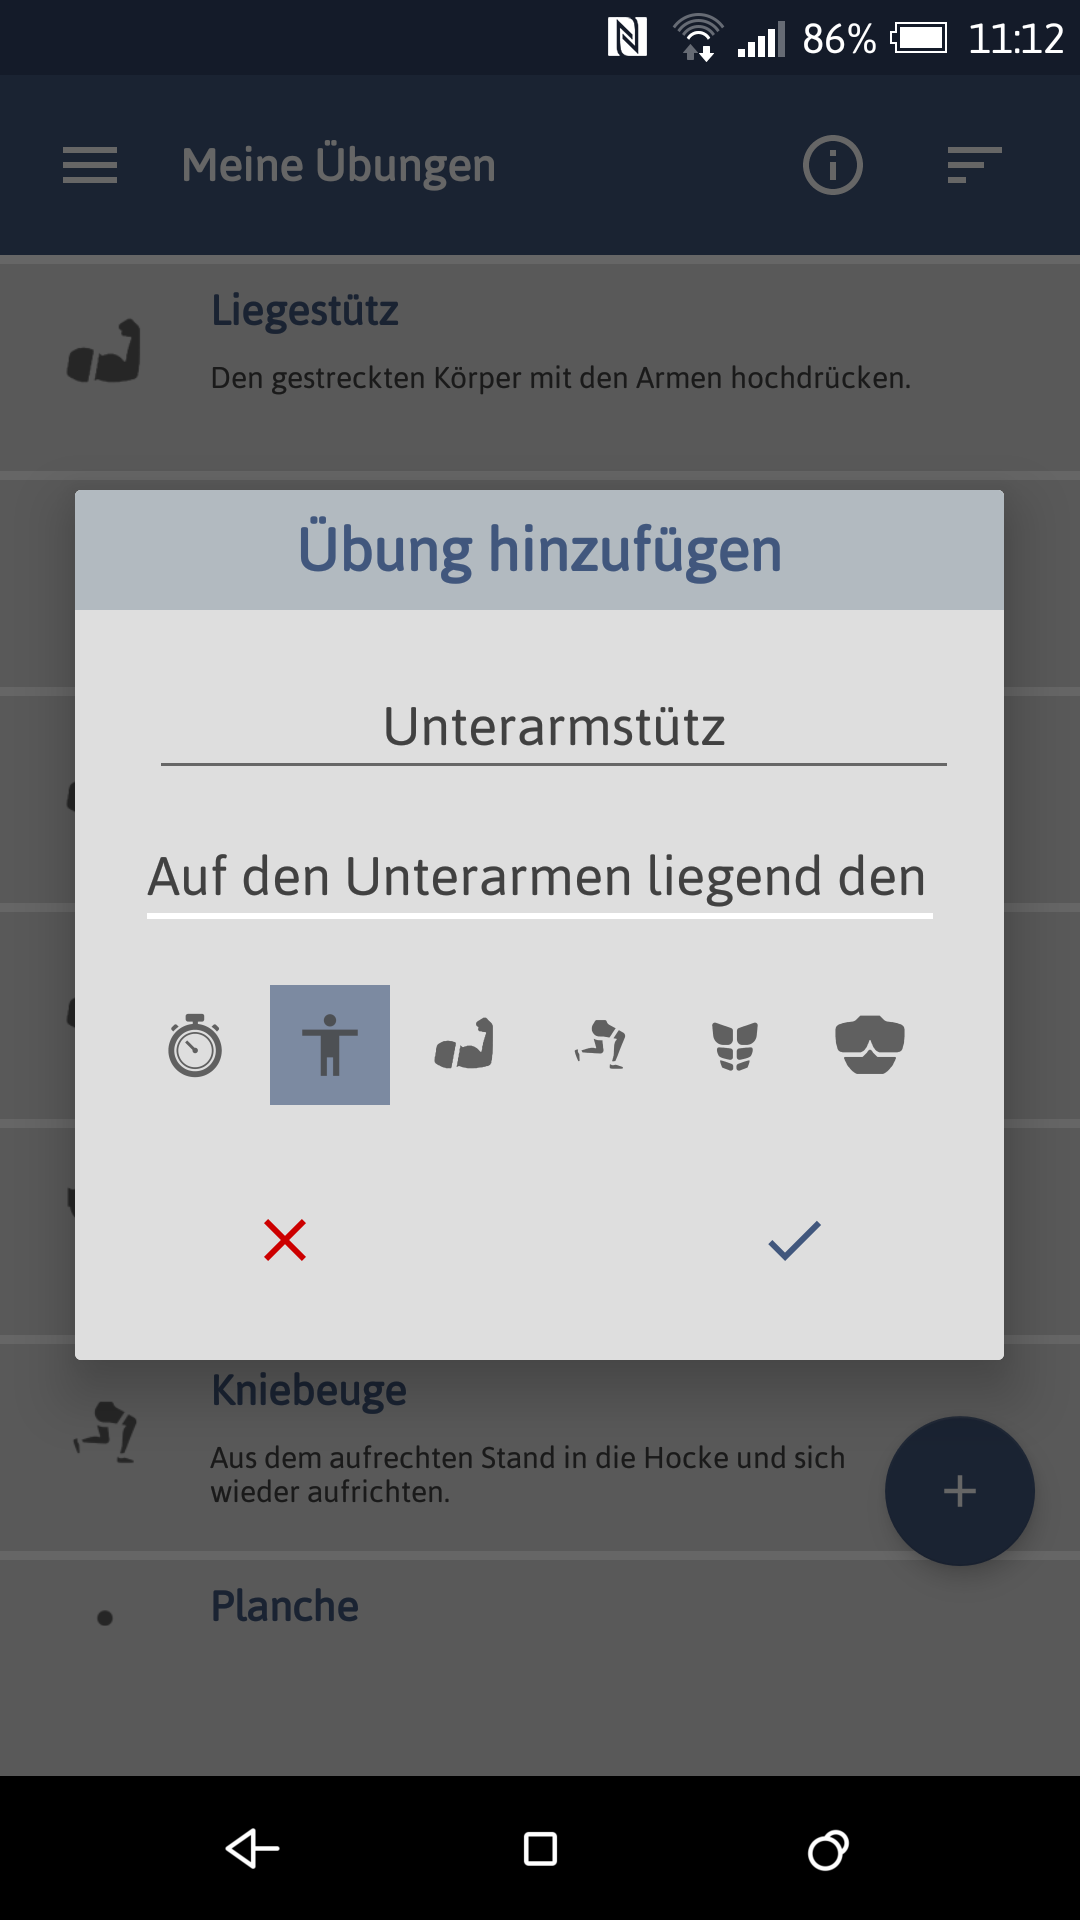 86% 11:12
Meine Übungen
Liegestütz
Den gestreckten Körper mit den Armen hochdrücken.
Übung hinzufügen
Unterarmstütz
Auf den Unterarmen liegend den
Kniebeuge
Aus dem aufrechten Stand in die Hocke und sich
wieder aufrichten.
Planche